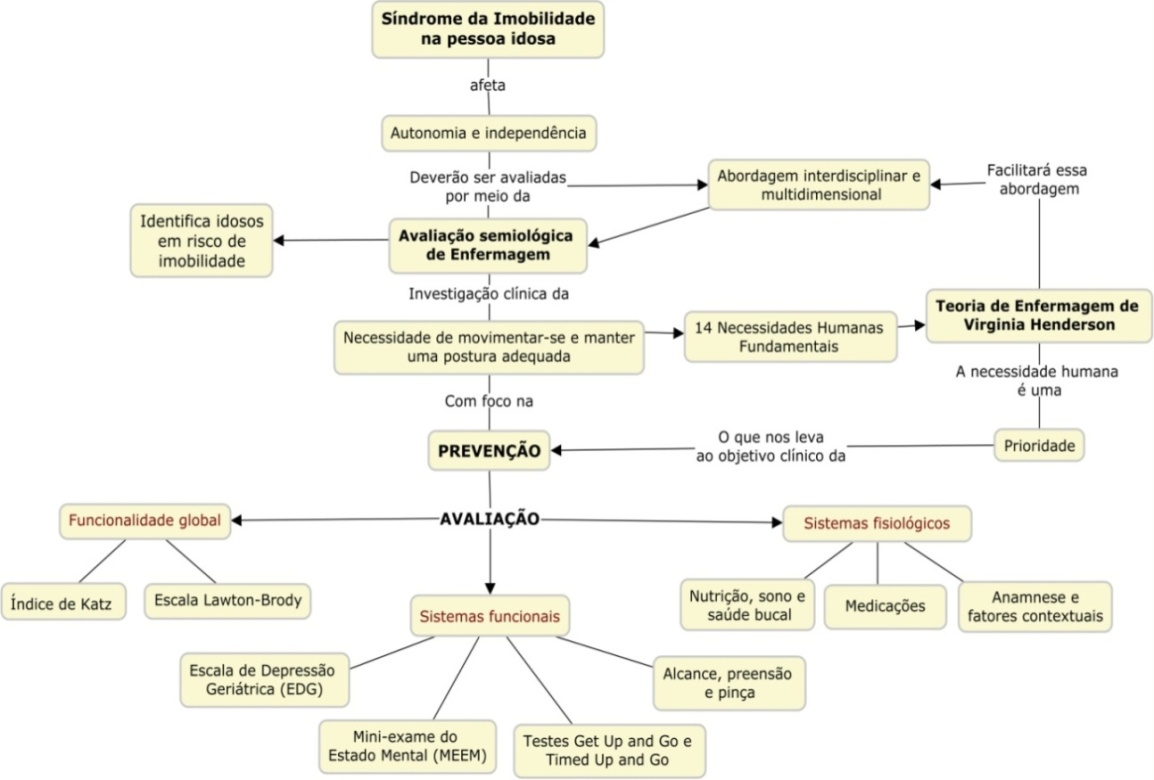 Síndrome da Imobilidade
na pessoa idosa
afeta
Autonomia e independência
Deverão ser avaliadas
por meio da
Abordagem interdisciplinar e
multidimensional
Facilitará essa
abordagem
Identifica idosos
em risco de
imobilidade
Avaliação semiológica
de Enfermagem
Investigação clínica da
Necessidade de movimentar-se e manter
uma postura adequada
14 Necessidades Humanas
Fundamentais
Teoria de Enfermagem de
Virginia Henderson
A necessidade humana
é uma
Com foco na
PREVENÇÃO
O que nos leva
ao objetivo clínico da
Prioridade
AVALIAÇÃO
Funcionalidade global
Índice de Katz
Escala Lawton-Brody
Sistemas fisiológicos
Nutrição, sono e
saúde bucal
Medicações
Anamnese e
fatores contextuais
Sistemas funcionais
Escala de Depressão
Geriátrica (EDG)
Mini-exame do
Estado Mental (MEEM)
Testes Get Up and Go e
Timed Up and Go
Alcance, preensão
e pinça